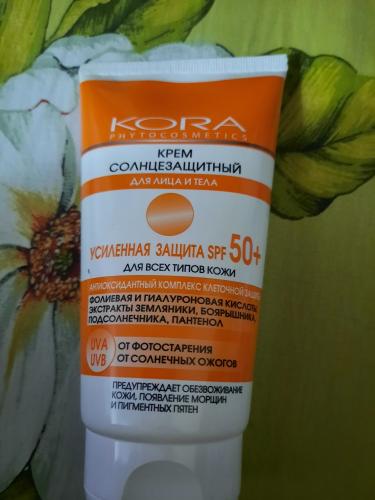 KORA
PHYTOCOSMETICS
КРЕМ
СОЛНЦЕЗАЩИТНЫЙ
ДЛЯ ЛИЦА И ТЕЛА
УСИЛЕННАЯ ЗАЩИТА SPF 50+
ДЛЯ ВСЕХ ТИПОВ КОЖИ
АНТИОКСИДАНТНЫЙ КОМПЛЕКС КЛЕТОЧНОЙ ЗАЩИТЫ
ФОЛИЕВАЯ И ГИАЛУРОНОВАЯ КИСЛОТЫ,
ЭКСТРАКТЫ ЗЕМЛЯНИКИ, БОЯРЫШНИКА,
ПОДСОЛНЕЧНИКА, ПАНТЕНОЛ
UVA
UVB
ОТ ФОТОСТАРЕНИЯ
ОТ СОЛНЕЧНЫХ ОЖОГОВ
ПРЕДУПРЕЖДАЕТ ОБЕЗВОЖИВАНИЕ
КОЖИ, ПОЯВЛЕНИЕ МОРЩИН
И ПИГМЕНТНЫХ ПЯТЕН